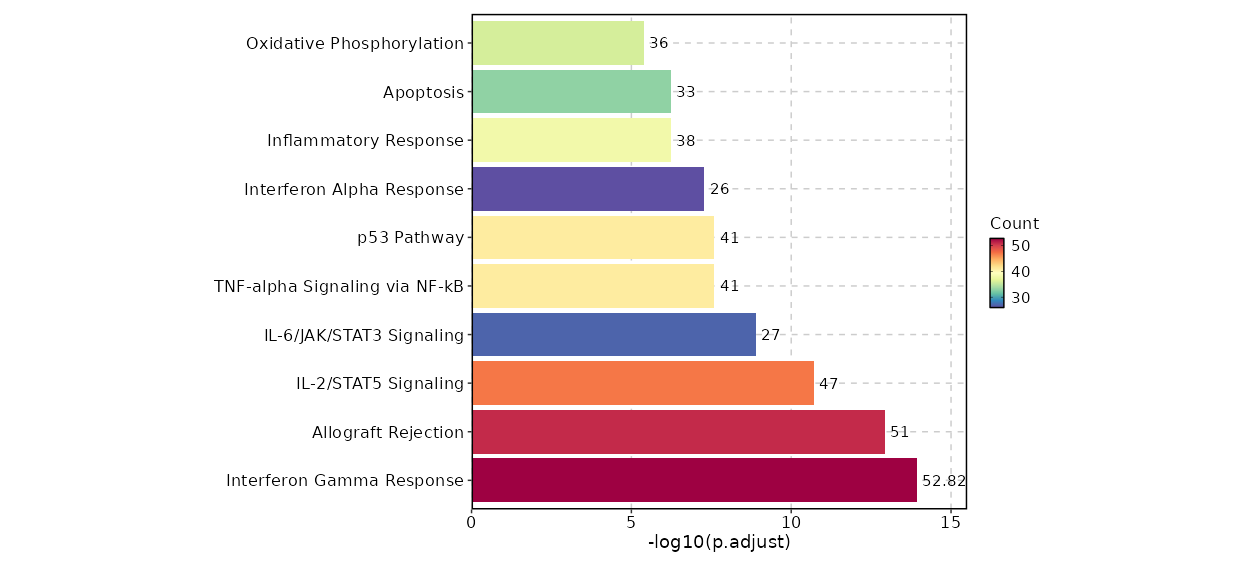 Oxidative Phosphorylation
36
Apoptosis
33
Inflammatory Response
38
Interferon Alpha Response
26
p53 Pathway
41
TNF-alpha Signaling via NF-kB
41
IL-6/JAK/STAT3 Signaling
27
IL-2/STAT5 Signaling
47
Allograft Rejection
51
Interferon Gamma Response
52.82
0 5 10 15
-log10(p.adjust)
Count
50
40
30